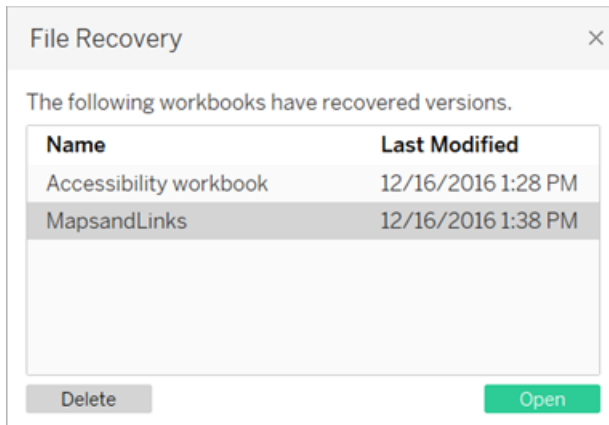 File Recovery
The following workbooks have recovered versions.
Name Last Modified
Accessibility workbook 12/16/2016 1:28 PM
MapsandLinks 12/16/2016 1:38 PM
Delete Open